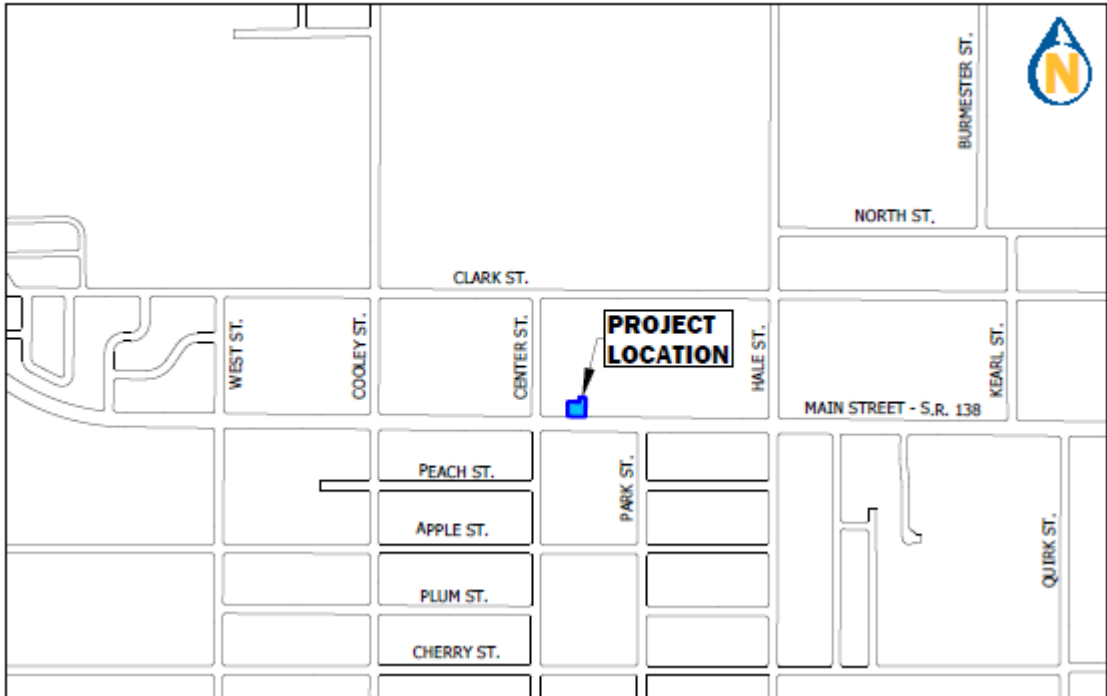 BURMESTER ST.
N
NORTH ST.
CLARK ST.
PROJECT
LOCATION
WEST ST.
COOLEY ST.
CENTER ST.
HALE ST.
KEARL ST.
MAIN STREET - S.R. 138
PEACH ST.
PARK ST.
APPLE ST.
QUIRK ST.
PLUM ST.
CHERRY ST.